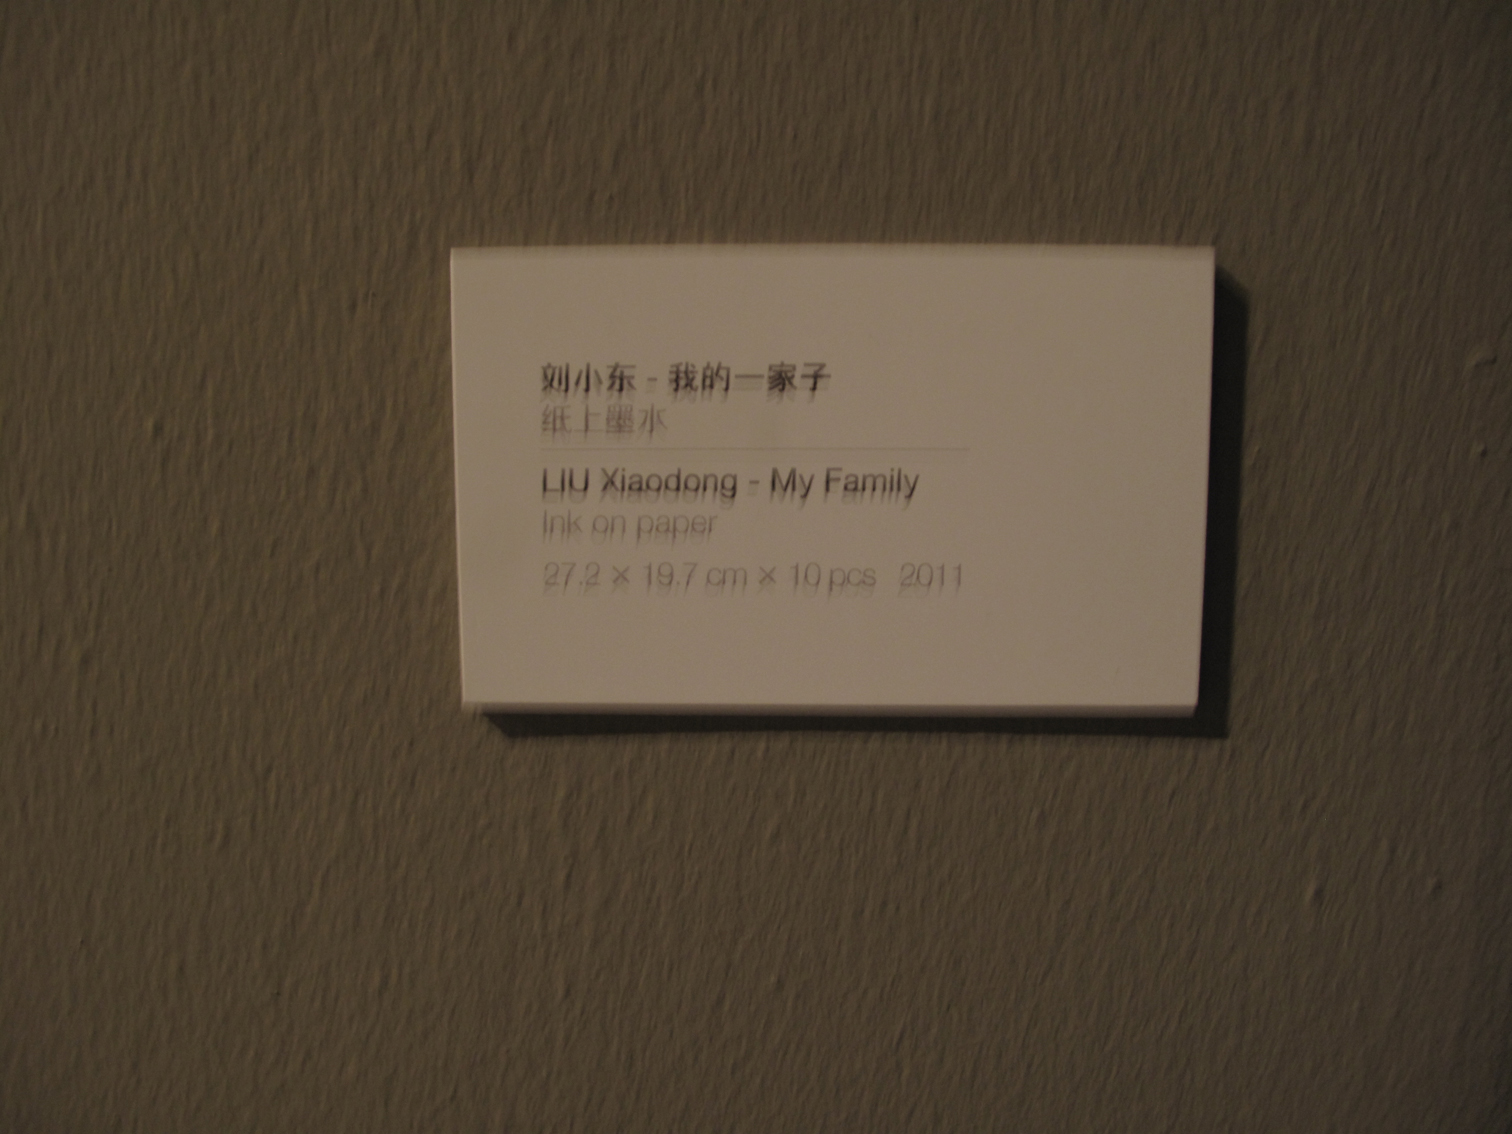 刘小东 - 我的一家子
纸上墨水
LIU Xiaodong - My Family
Ink on paper
27.2 × 19.7 cm × 10 pcs 2011